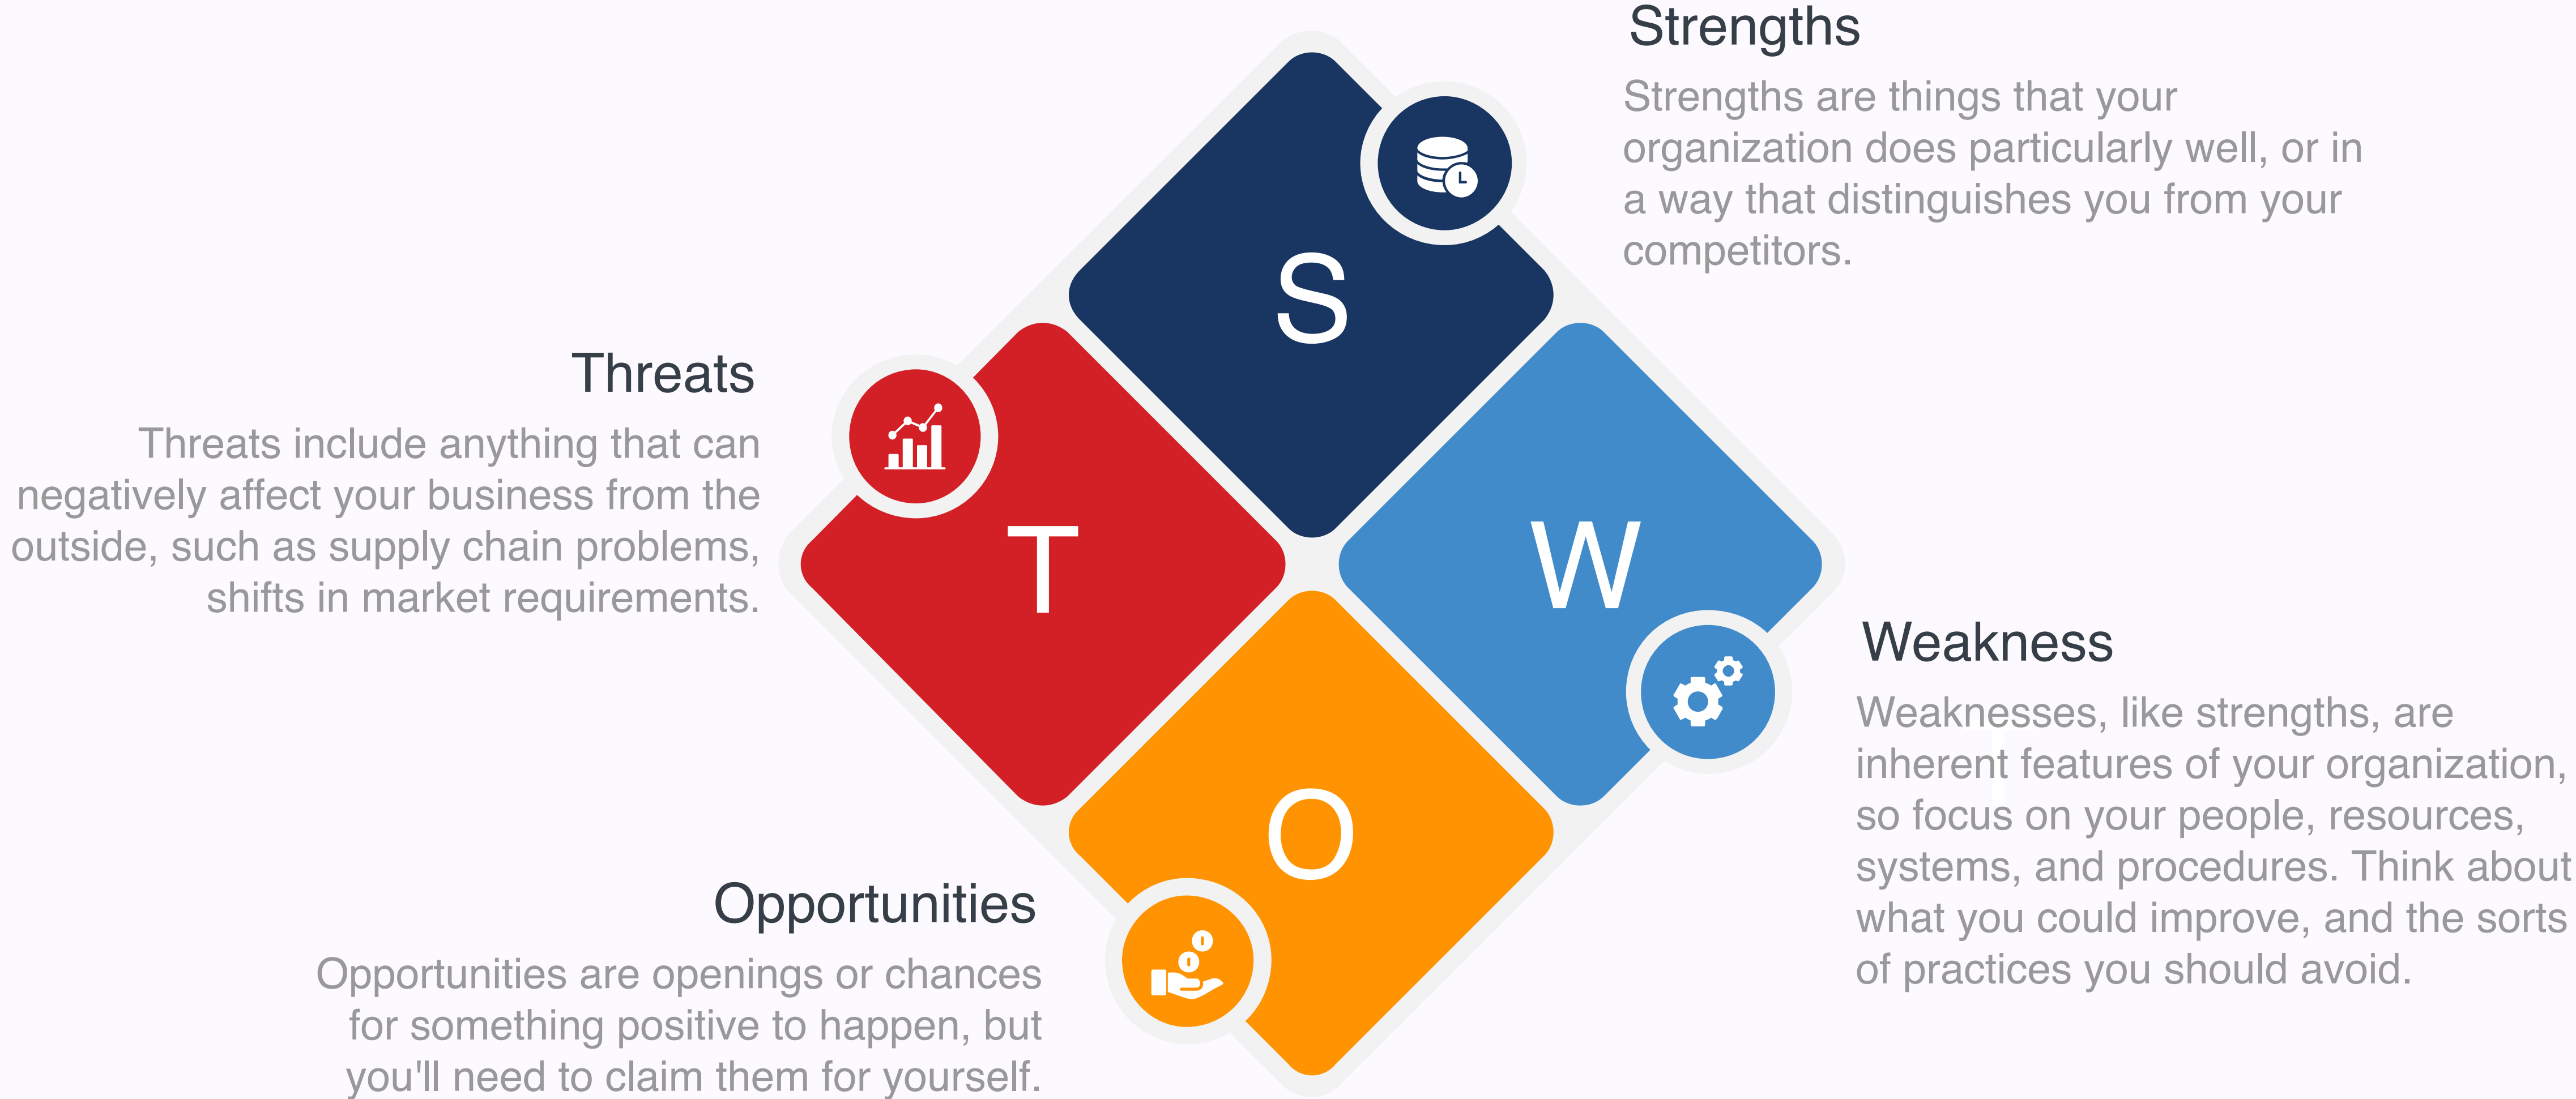 Strengths
Strengths are things that your
organization does particularly well, or in
a way that distinguishes you from your
competitors.
S
Threats
Threats include anything that can
negatively affect your business from the
outside, such as supply chain problems,
shifts in market requirements.
T
W
Weakness
Weaknesses, like strengths, are
inherent features of your organization,
so focus on your people, resources,
systems, and procedures. Think about
what you could improve, and the sorts
of practices you should avoid.
O
Opportunities
Opportunities are openings or chances
for something positive to happen, but
you'll need to claim them for yourself.